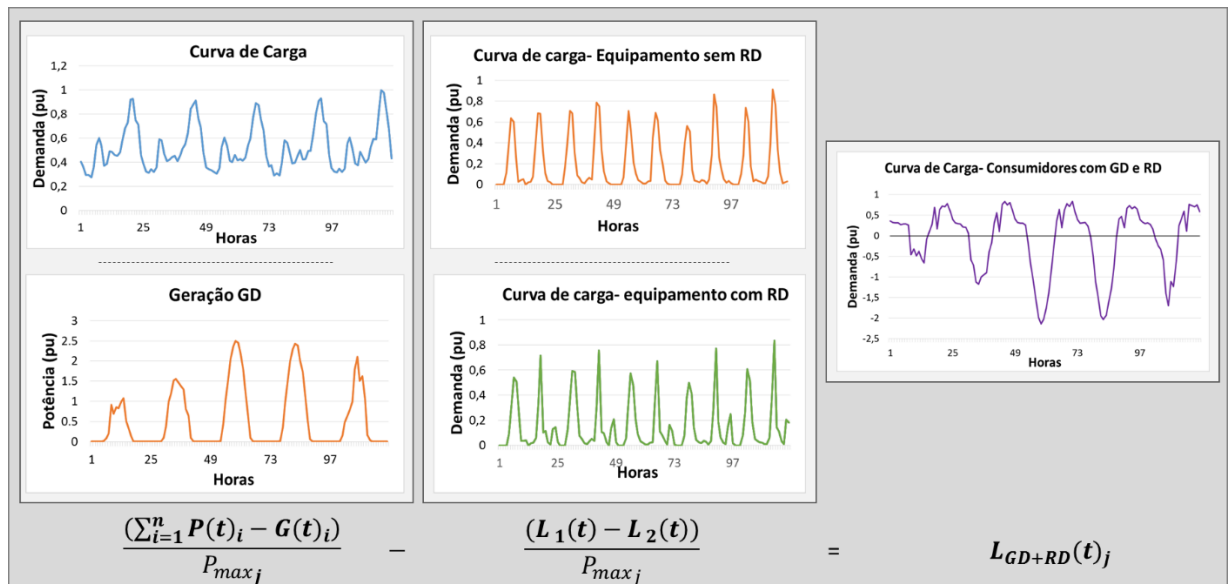 Curva de Carga
Demanda (pu)
1,2
1
0,8
0,6
0,4
0,2
0
1 25 49 73 97
Horas
Geração GD
Potência (pu)
3
2.5
2
1.5
1
0.5
0
1 25 49 73 97
Horas
Curva de carga- Equipamento sem RD
Demanda (pu)
1
0,8
0,6
0,4
0,2
0
1 25 49 73 97
Horas
Curva de carga- equipamento com RD
Demanda (pu)
1
0,8
0,6
0,4
0,2
0
1 25 49 73 97
Horas
Curva de Carga- Consumidores com GD e RD
Demanda (pu)
1
0,5
0
-0,5
-1
-1,5
-2
-2,5
1 25 49 73 97
Horas
(∑ⁿᵢ₌₁ P(t)ᵢ − G(t)ᵢ) / Pₘₐₓⱼ − (L ₁(t) − L ₂(t)) / Pₘₐₓⱼ = L_GD+RD(t)ⱼ